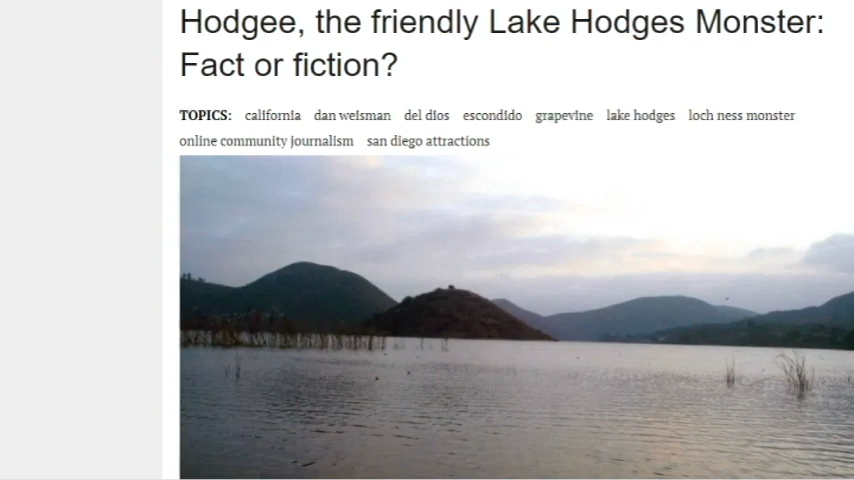 Hodgee, the friendly Lake Hodges Monster:
Fact or fiction?
TOPICS: california dan weisman del dios escondido grapevine lake hodges loch ness monster
online community journalism san diego attractions